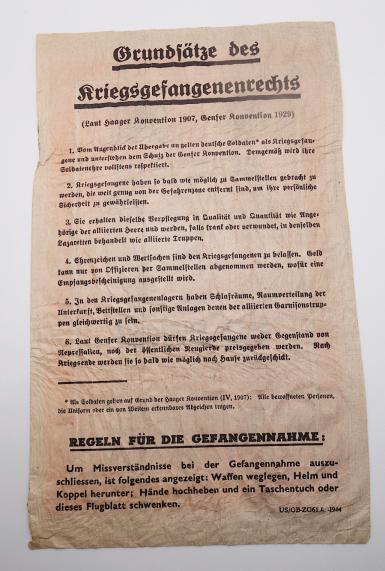 Grundsätze des
Kriegsgefangenenrechts
(Laut Haager Konvention 1907, Genfer Konvention 1929)
1. Vom Augenblick der Übergabe an gelten deutsche Soldaten* als Kriegsgefan-
gene und unterstehen dem Schutz der Genfer Konvention. Demgemäß wird ihre
Soldatenehre vollstens respektiert.
2. Kriegsgefangene haben so bald wie möglich zu Sammelstellen gebracht zu
werden, die weit genug von der Gefahrenzone entfernt sind, um ihre persönliche
Sicherheit zu gewährleisten.
3. Sie erhalten dieselbe Verpflegung in Qualität und Quantität wie Ange-
hörige der alliierten Heere und werden, falls krank oder verwundet, in denselben
Lazaretten behandelt wie alliierte Truppen.
4. Ehrenzeichen und Wertsachen sind den Kriegsgefangenen zu belassen. Geld
kann nur von Offizieren der Sammelstellen abgenommen werden, wofür eine
Empfangsbescheinigung ausgestellt wird.
5. In den Kriegsgefangenenlagern haben Schlafräume, Raumverteilung der
Unterkunft, Bettstellen und sonstige Anlagen denen der alliierten Garnisonstrup-
pen gleichwertig zu sein.
6. Laut Genfer Konvention dürfen Kriegsgefangene weder Gegenstand von
Repressalien, noch der öffentlichen Neugierde preisgegeben werden. Nach
Kriegsende werden sie so bald wie möglich nach Hause zurückgeschickt.
* Als Soldaten gelten auf Grund der Haager Konvention (IV, 1907): Alle bewaffneten Personen,
die Uniform oder ein von Weitem erkennbares Abzeichen tragen.
REGELN FÜR DIE GEFANGENNAHME:
Um Missverständnisse bei der Gefangennahme auszu-
schliessen, ist folgendes angezeigt: Waffen weglegen, Helm und
Koppel herunter; Hände hochheben und ein Taschentuch oder
dieses Flugblatt schwenken.
US/GB-ZG61.A -1944